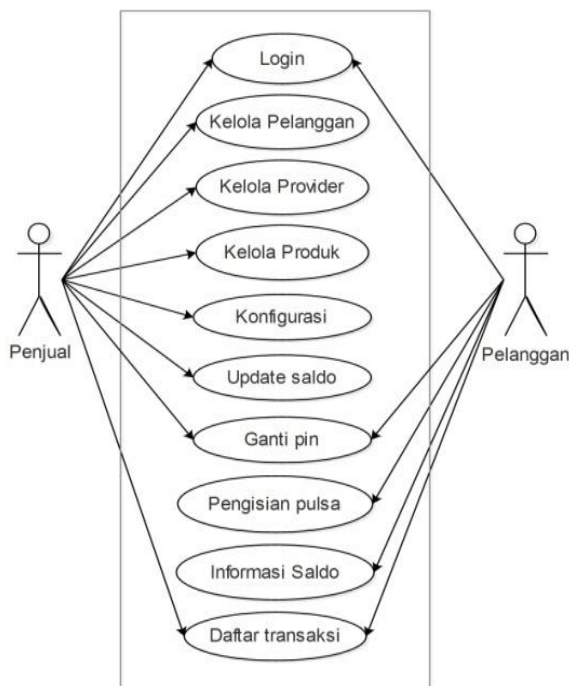 Login
Kelola Pelanggan
Kelola Provider
Kelola Produk
Konfigurasi
Penjual
Pelanggan
Update saldo
Ganti pin
Pengisian pulsa
Informasi Saldo
Daftar transaksi